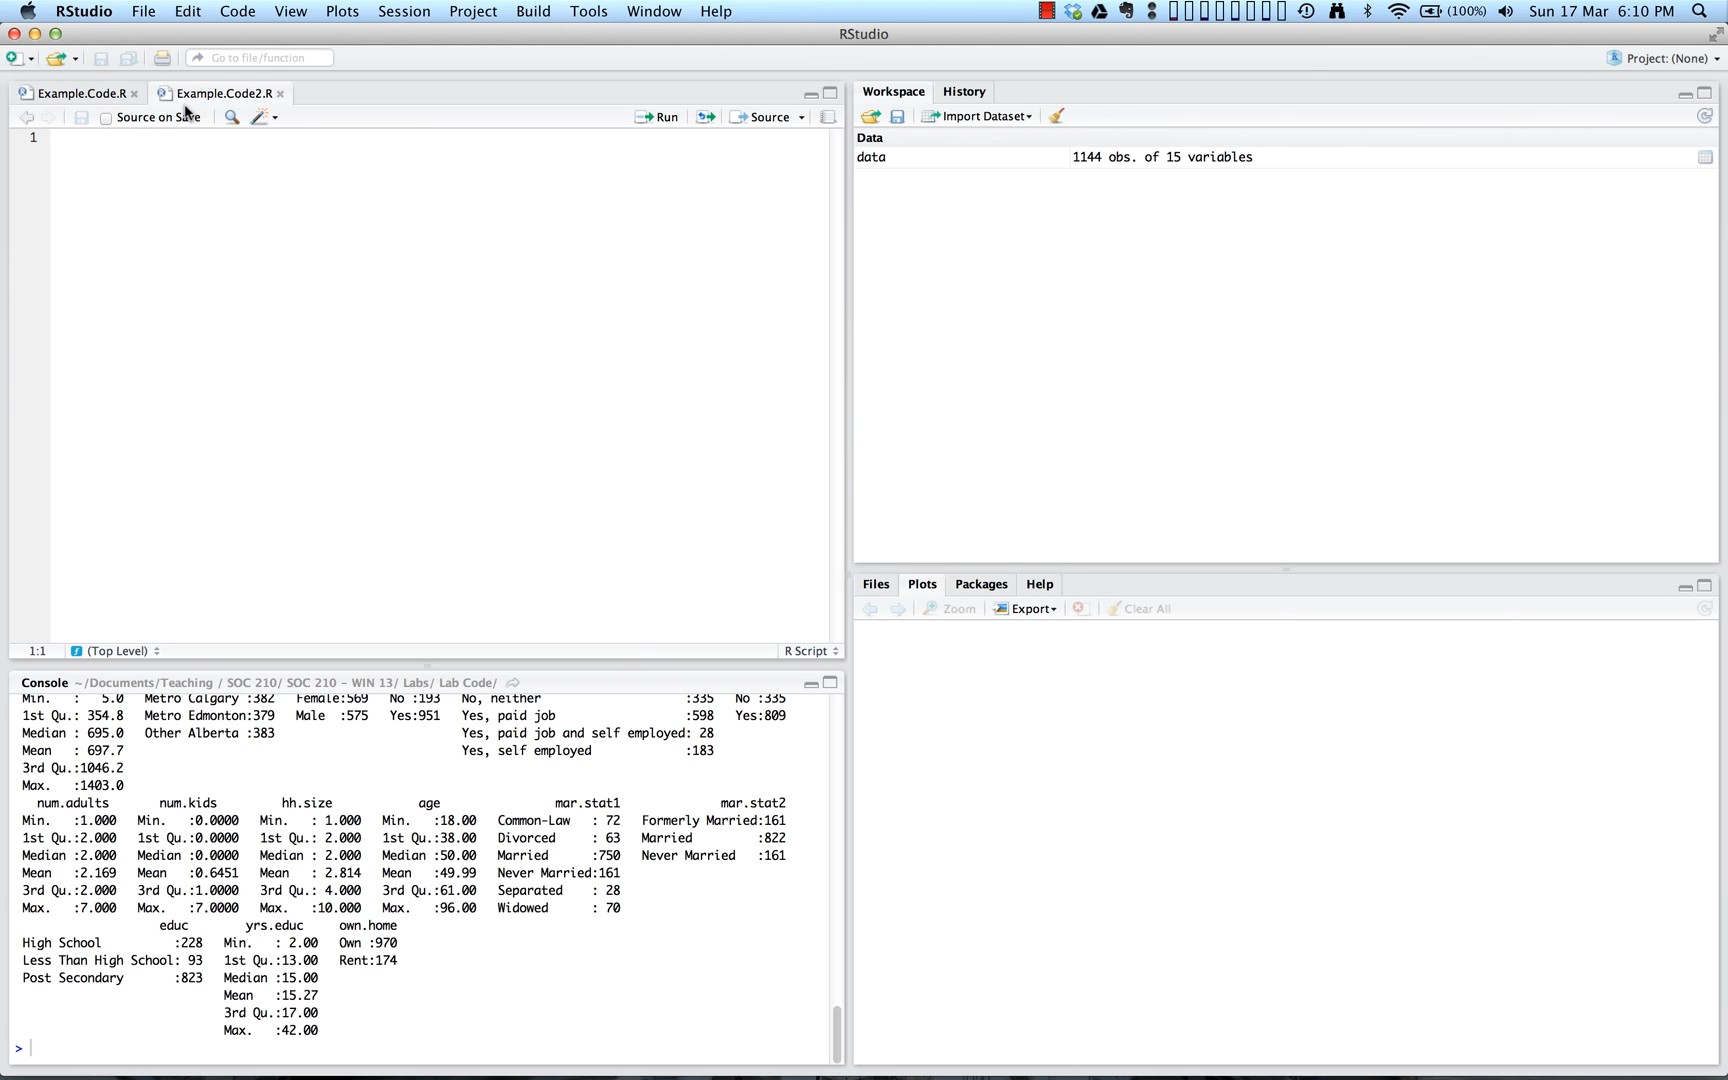 RStudio File Edit Code View Plots Session Project Build Tools Window Help (100%) Sun 17 Mar 6:10 PM
RStudio
Go to file/function Project: (None)
Example.Code.R Example.Code2.R
Source on Save Run Source
1
1:1 (Top Level) R Script
Console ~/Documents/Teaching / SOC 210/ SOC 210 - WIN 13/ Labs/ Lab Code/
Min. : 5.0 Metro Calgary :382 Female:569 No :193 No, neither :335 No :335
1st Qu.: 354.8 Metro Edmonton:379 Male :575 Yes:951 Yes, paid job :598 Yes:809
Median : 695.0 Other Alberta :383 Yes, paid job and self employed: 28
Mean : 697.7 Yes, self employed :183
3rd Qu.:1046.2
Max. :1403.0
num.adults num.kids hh.size age mar.stat1 mar.stat2
Min. :1.000 Min. :0.0000 Min. : 1.000 Min. :18.00 Common-Law : 72 Formerly Married:161
1st Qu.:2.000 1st Qu.:0.0000 1st Qu.: 2.000 1st Qu.:38.00 Divorced : 63 Married :822
Median :2.000 Median :0.0000 Median : 2.000 Median :50.00 Married :750 Never Married :161
Mean :2.169 Mean :0.6451 Mean : 2.814 Mean :49.99 Never Married:161
3rd Qu.:2.000 3rd Qu.:1.0000 3rd Qu.: 4.000 3rd Qu.:61.00 Separated : 28
Max. :7.000 Max. :7.0000 Max. :10.000 Max. :96.00 Widowed : 70
educ yrs.educ own.home
High School :228 Min. : 2.00 Own :970
Less Than High School: 93 1st Qu.:13.00 Rent:174
Post Secondary :823 Median :15.00
Mean :15.27
3rd Qu.:17.00
Max. :42.00
>
Workspace History
Import Dataset
Data
data 1144 obs. of 15 variables
Files Plots Packages Help
Zoom Export Clear All